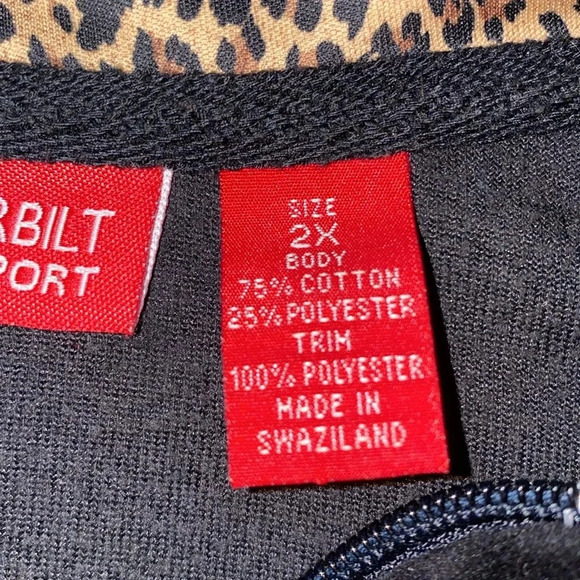 RBILT
PORT
SIZE
2X
BODY
75% COTTON
25% POLYESTER
TRIM
100% POLYESTER
MADE IN
SWAZILAND